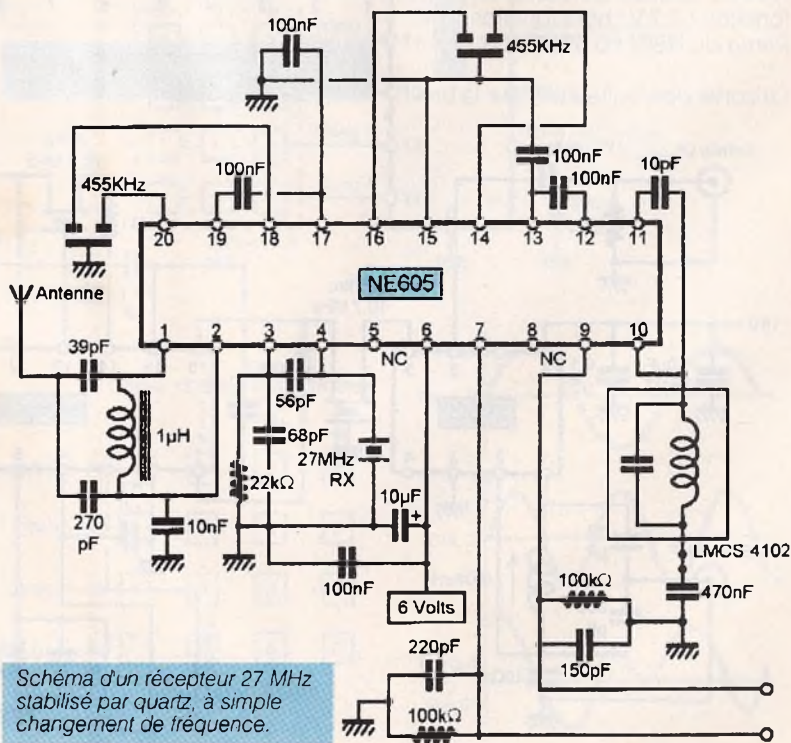 100nF
455KHz
455KHz
100nF
100nF
100nF
10pF
20
19
18
17
16
15
14
13
12
11
NE605
Antenne
1
2
3
4
5
6
7
8
9
10
NC
NC
39pF
1µH
270
pF
10nF
56pF
68pF
22kΩ
27MHz
RX
10µF
+
100nF
6 Volts
LMCS 4102
100kΩ
470nF
150pF
220pF
100kΩ
Schéma d'un récepteur 27 MHz
stabilisé par quartz, à simple
changement de fréquence.